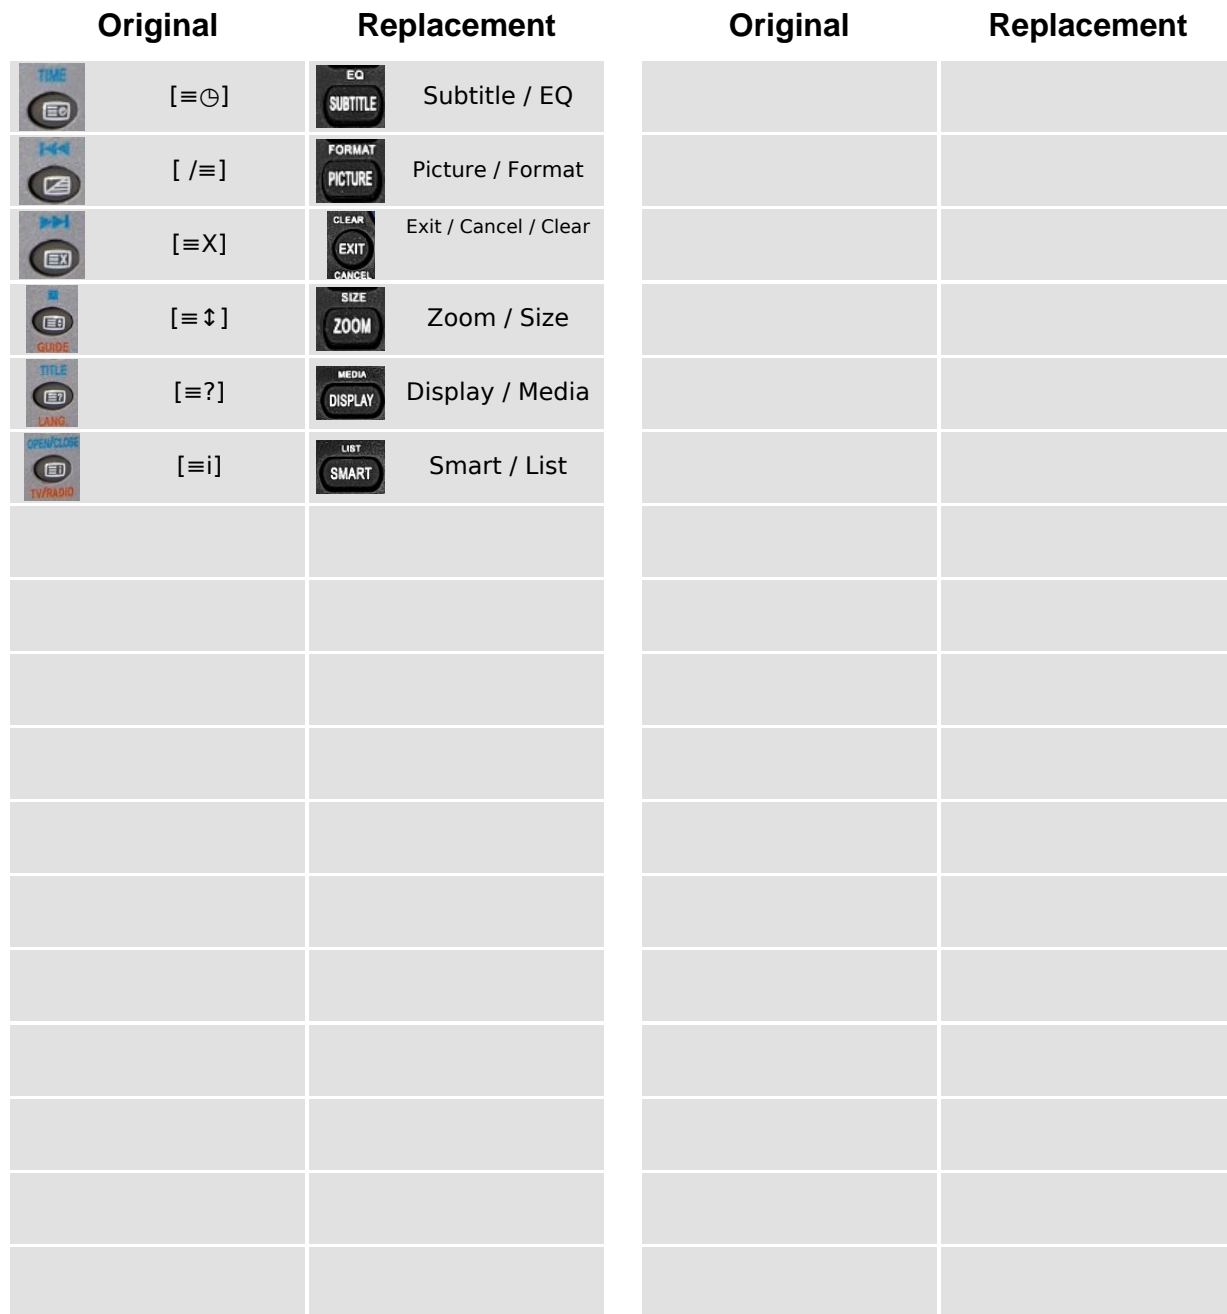 Original Replacement Original Replacement
TIME [≡◷] EQ SUBTITLE Subtitle / EQ
[ /≡] FORMAT PICTURE Picture / Format
[≡X] CLEAR EXIT CANCEL Exit / Cancel / Clear
GUIDE [≡↕] SIZE ZOOM Zoom / Size
TITLE LANG. [≡?] MEDIA DISPLAY Display / Media
OPEN/CLOSE TV/RADIO [≡i] LIST SMART Smart / List